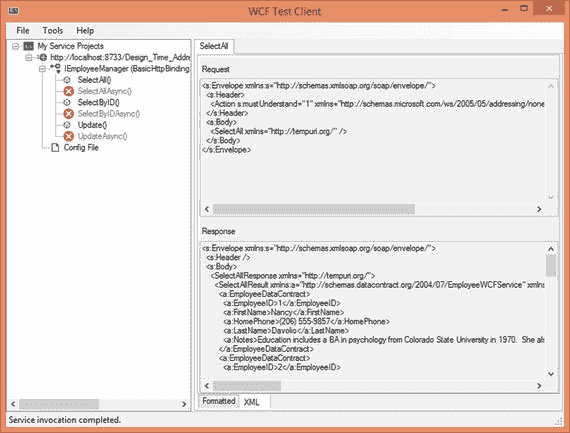 WCF Test Client
File Tools Help
My Service Projects
http://localhost:8733/Design_Time_Addre
IEmployeeManager (BasicHttpBinding
SelectAll()
SelectAllAsync()
SelectByID()
SelectByIDAsync()
Update()
UpdateAsync()
Config File
SelectAll
Request
<s:Envelope xmlns:s="http://schemas.xmlsoap.org/soap/envelope/">
<s:Header>
<Action s:mustUnderstand="1" xmlns="http://schemas.microsoft.com/ws/2005/05/addressing/none
</s:Header>
<s:Body>
<SelectAll xmlns="http://tempuri.org/" />
</s:Body>
</s:Envelope>
Response
<s:Envelope xmlns:s="http://schemas.xmlsoap.org/soap/envelope/">
<s:Header />
<s:Body>
<SelectAllResponse xmlns="http://tempuri.org/">
<SelectAllResult xmlns:a="http://schemas.datacontract.org/2004/07/EmployeeWCFService" xmlns
<a:EmployeeDataContract>
<a:EmployeeID>1</a:EmployeeID>
<a:FirstName>Nancy</a:FirstName>
<a:HomePhone>(206) 555-9857</a:HomePhone>
<a:LastName>Davolio</a:LastName>
<a:Notes>Education includes a BA in psychology from Colorado State University in 1970. She als
</a:EmployeeDataContract>
<a:EmployeeDataContract>
<a:EmployeeID>2</a:EmployeeID>
Formatted XML
Service invocation completed.